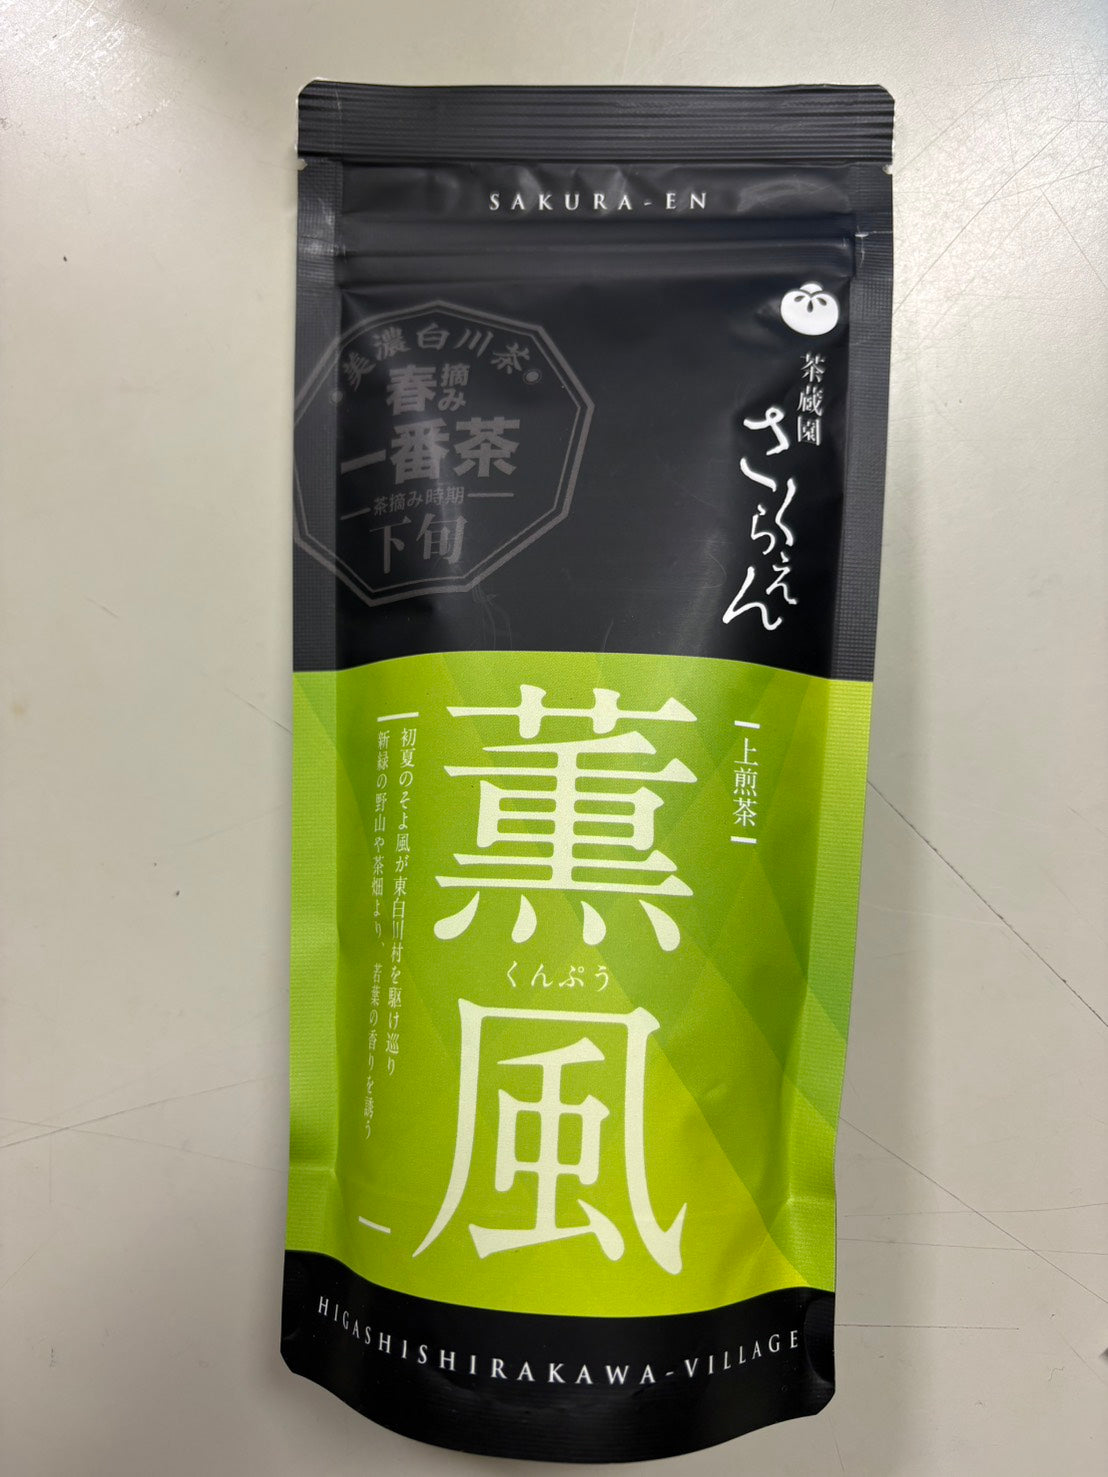 SAKURA-EN
茶蔵園
さくらえん
美濃白川茶
春摘み
一番茶
茶摘み時期
下旬
上煎茶
薫風
くんぷう
初夏のそよ風が東白川村を駆け巡り
新緑の野山や茶畑より、若葉の香りを誘う
HIGASHISHIRAKAWA-VILLAGE